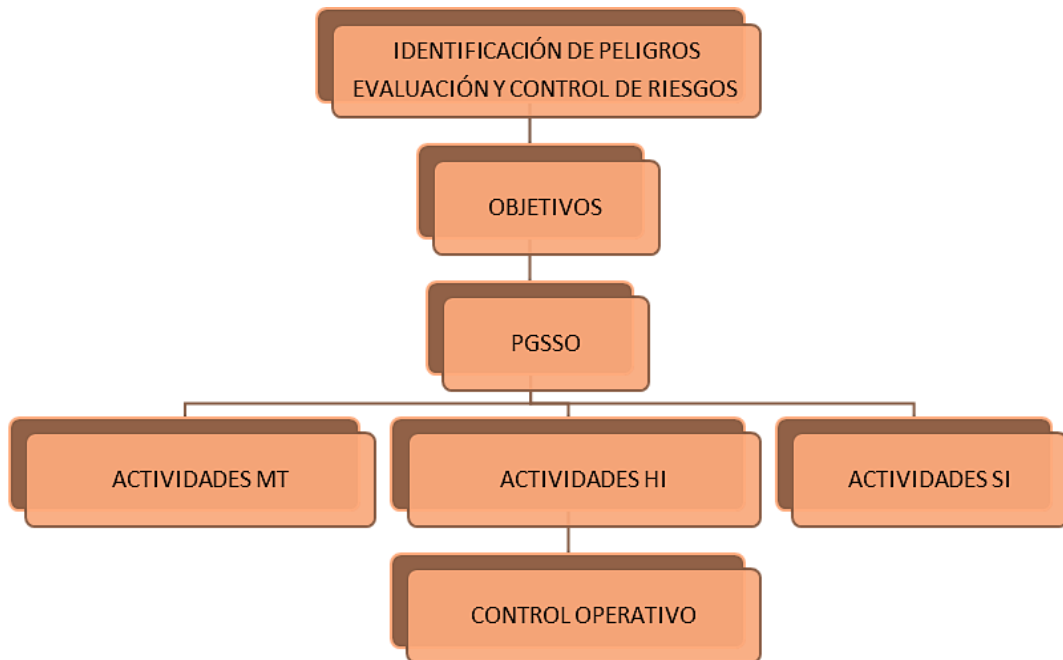 IDENTIFICACIÓN DE PELIGROS
EVALUACIÓN Y CONTROL DE RIESGOS
OBJETIVOS
PGSSO
ACTIVIDADES MT
ACTIVIDADES HI
ACTIVIDADES SI
CONTROL OPERATIVO